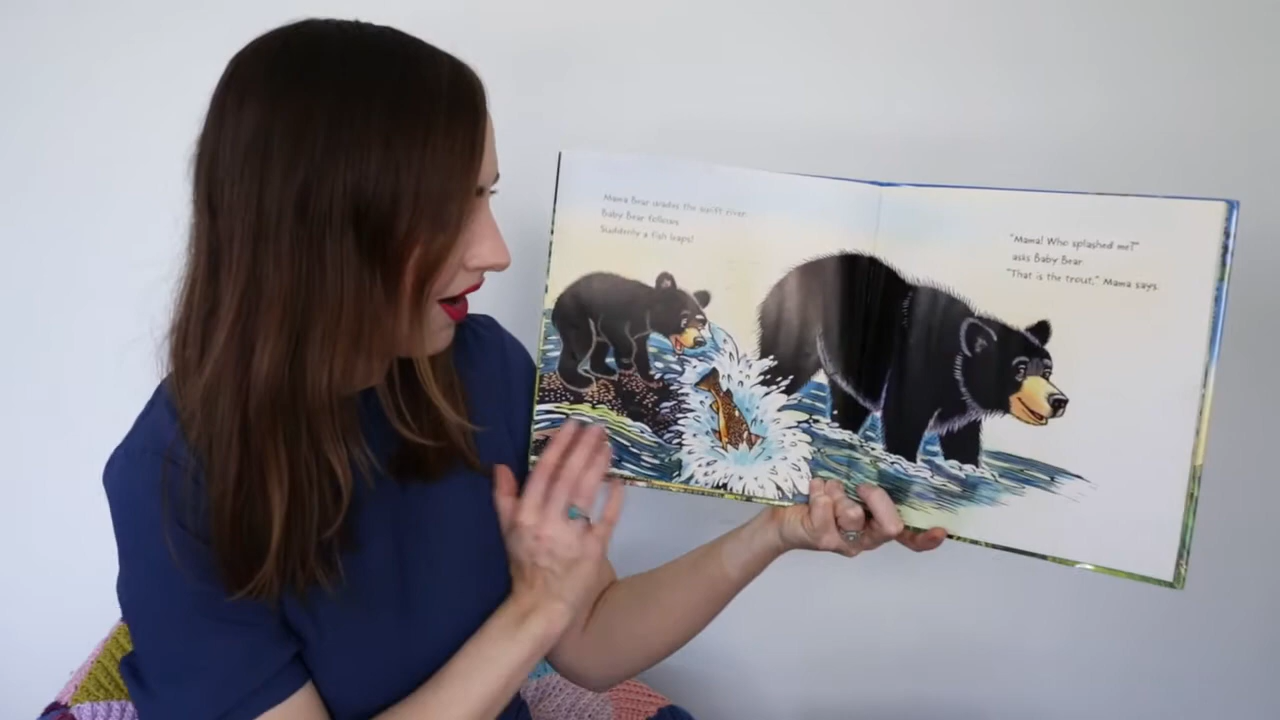 Mama Bear wades the swift river.
Baby Bear follows.
Suddenly a fish leaps!
"Mama! Who splashed me?"
asks Baby Bear.
"That is the trout," Mama says.